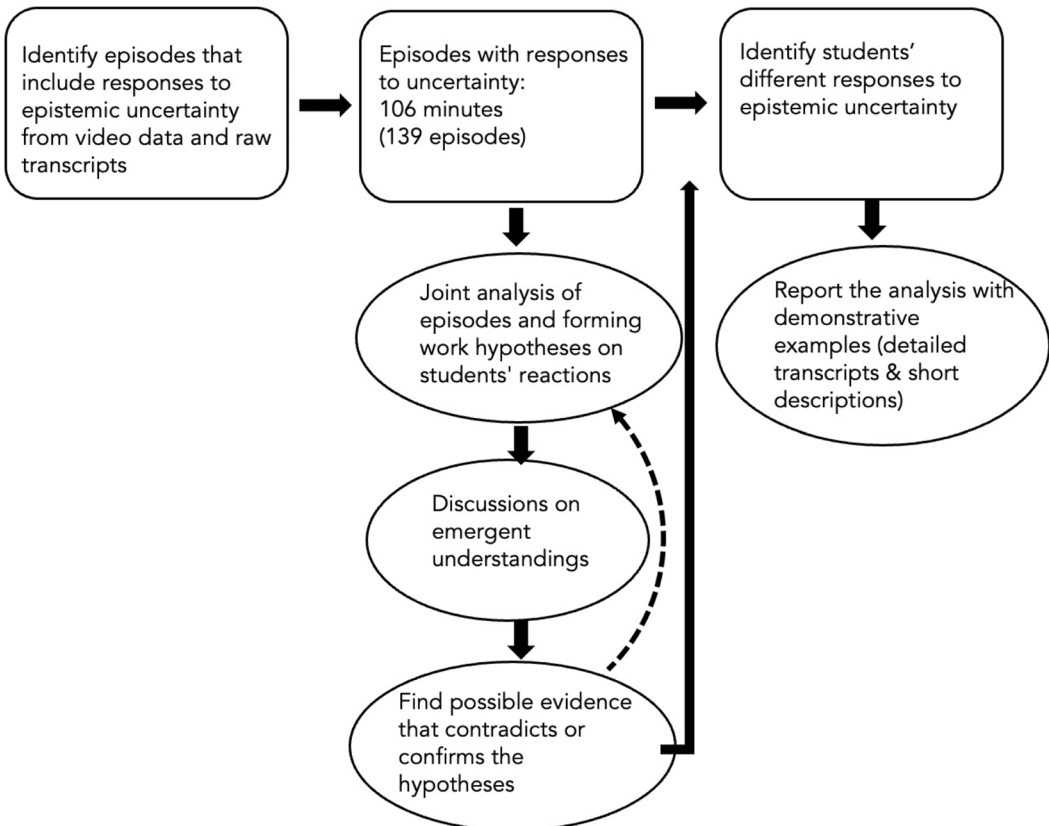 Identify episodes that
include responses to
epistemic uncertainty
from video data and raw
transcripts
Episodes with responses
to uncertainty:
106 minutes
(139 episodes)
Identify students’
different responses to
epistemic uncertainty
Joint analysis of
episodes and forming
work hypotheses on
students' reactions
Report the analysis with
demonstrative
examples (detailed
transcripts & short
descriptions)
Discussions on
emergent
understandings
Find possible evidence
that contradicts or
confirms the
hypotheses